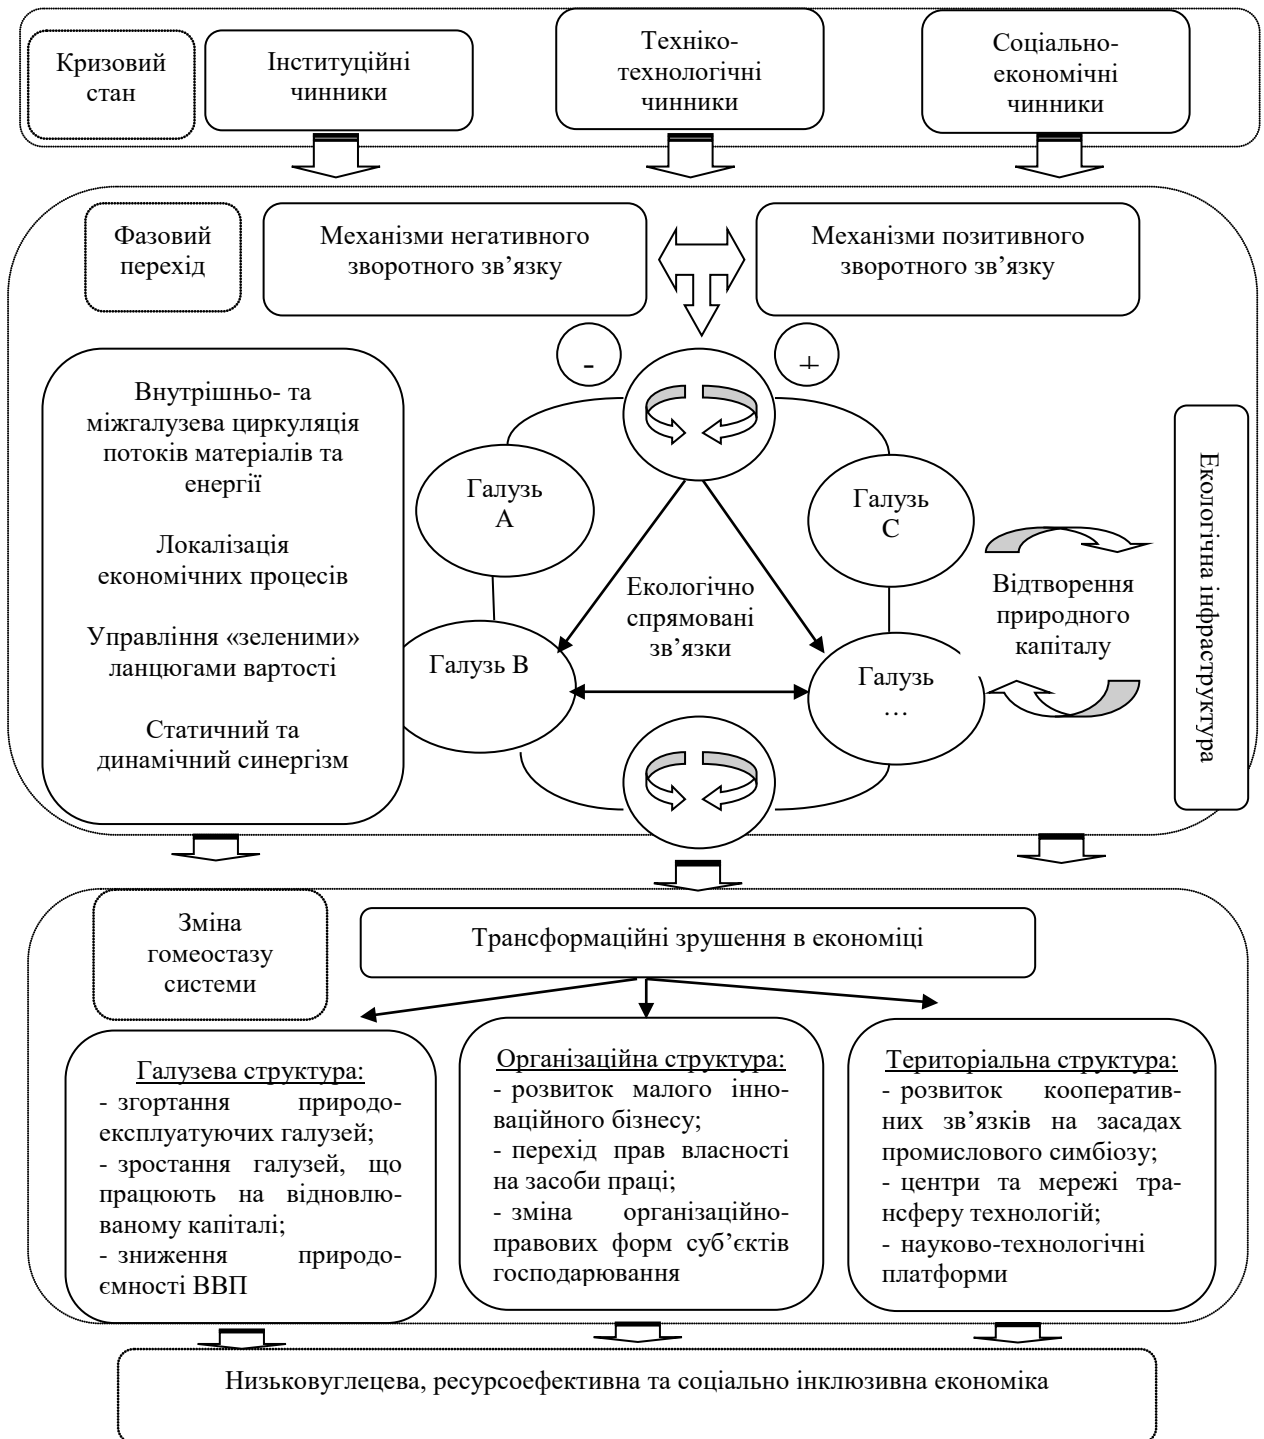 Кризовий
стан
Інституційні
чинники
Техніко-
технологічні
чинники
Соціально-
економічні
чинники
Фазовий
перехід
Механізми негативного
зворотного зв’язку
Механізми позитивного
зворотного зв’язку
-
+
Внутрішньо- та
міжгалузева циркуляція
потоків матеріалів та
енергії
Локалізація
економічних процесів
Управління «зеленими»
ланцюгами вартості
Статичний та
динамічний синергізм
Галузь
А
Галузь
С
Екологічно
спрямовані
зв’язки
Галузь В
Галузь
…
Відтворення
природного
капіталу
Екологічна інфраструктура
Зміна
гомеостазу
системи
Трансформаційні зрушення в економіці
Галузева структура:
- згортання природо-
експлуатуючих галузей;
- зростання галузей, що
працюють на відновлю-
ваному капіталі;
- зниження природо-
ємності ВВП
Організаційна структура:
- розвиток малого інно-
ваційного бізнесу;
- перехід прав власності
на засоби праці;
- зміна організаційно-
правових форм суб’єктів
господарювання
Територіальна структура:
- розвиток кооператив-
них зв’язків на засадах
промислового симбіозу;
- центри та мережі тра-
нсферу технологій;
- науково-технологічні
платформи
Низьковуглецева, ресурсоефективна та соціально інклюзивна економіка